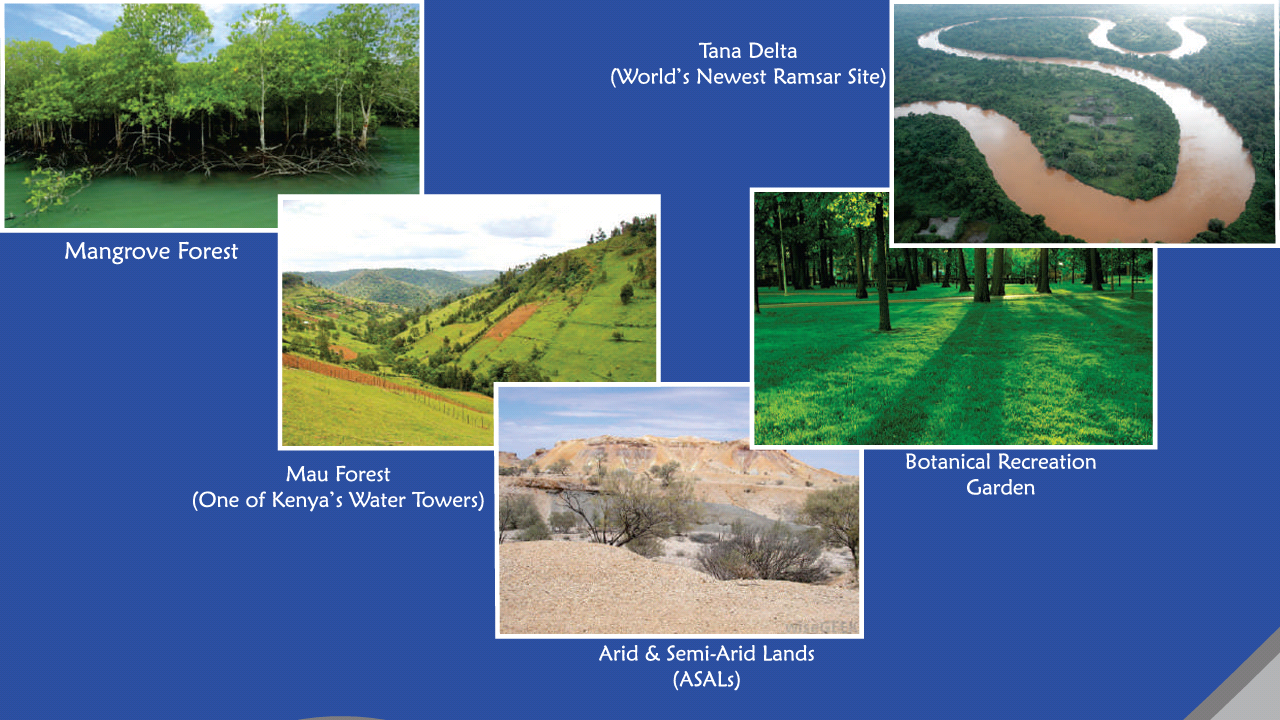 Tana Delta
(World's Newest Ramsar Site)
Mangrove Forest
Mau Forest
(One of Kenya's Water Towers)
Botanical Recreation
Garden
wiseGEEK
Arid & Semi-Arid Lands
(ASALs)